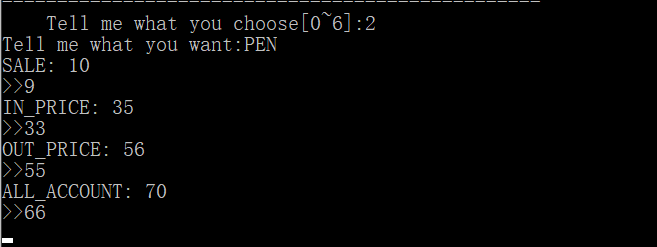 Tell me what you choose[0~6]:2
Tell me what you want:PEN
SALE: 10
>>9
IN_PRICE: 35
>>33
OUT_PRICE: 56
>>55
ALL_ACCOUNT: 70
>>66